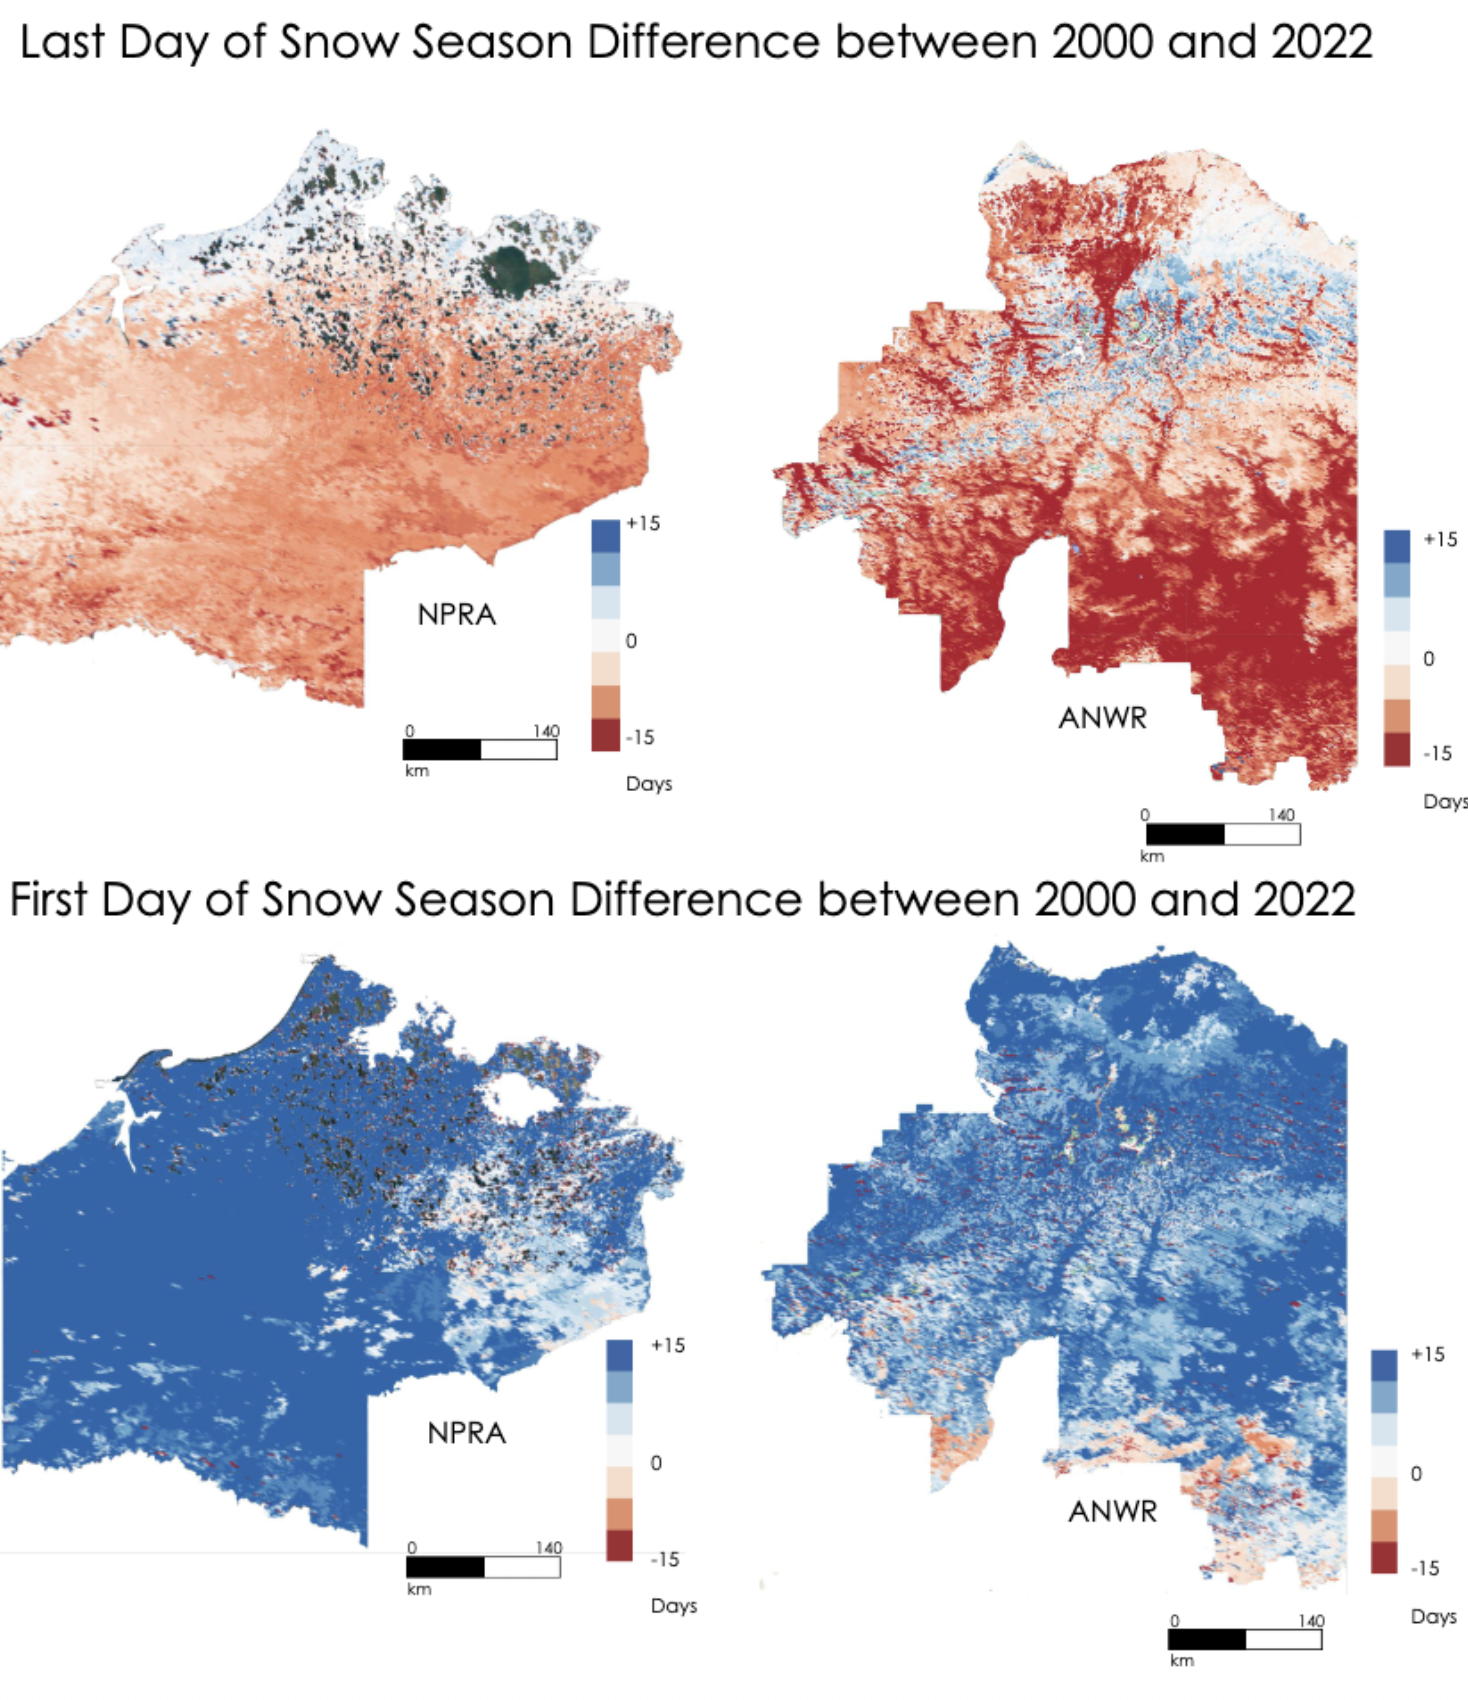 Last Day of Snow Season Difference between 2000 and 2022
+15
0
-15
Days
NPRA
0 140
km
+15
0
-15
Days
ANWR
0 140
km
First Day of Snow Season Difference between 2000 and 2022
+15
0
-15
Days
NPRA
0 140
km
+15
0
-15
Days
ANWR
0 140
km